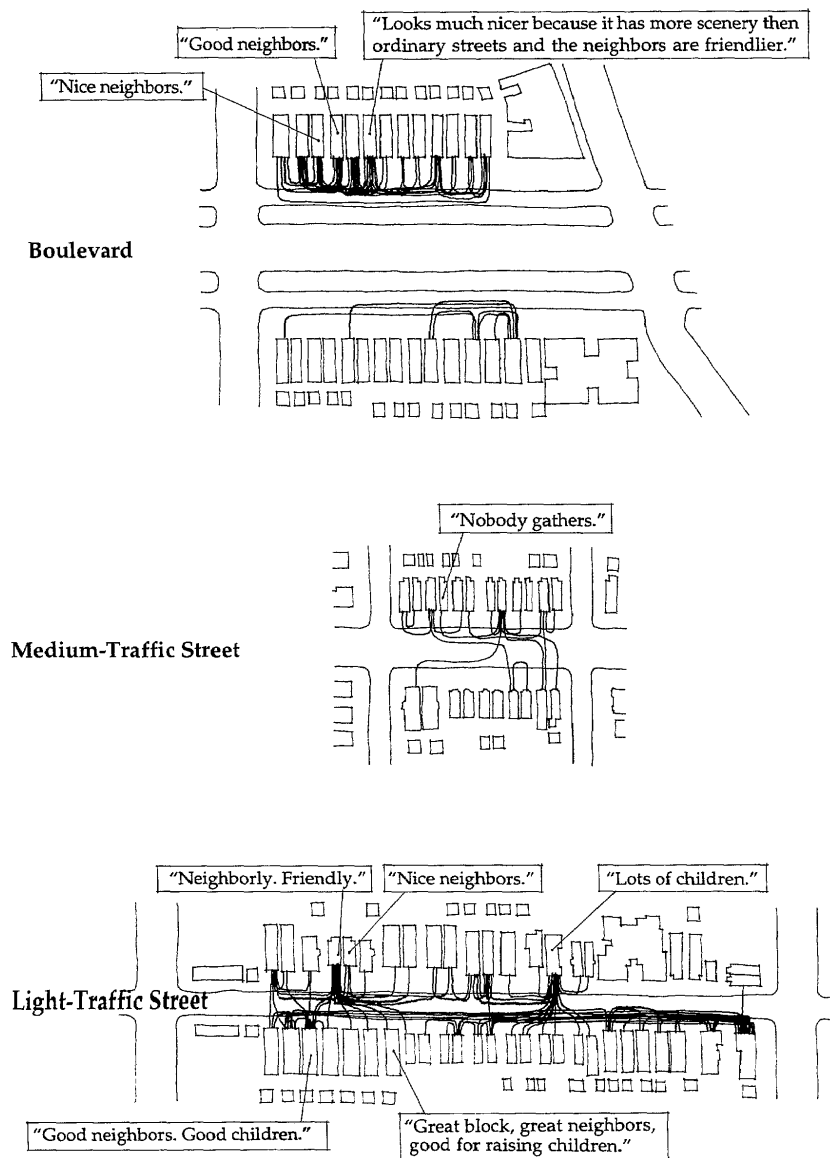 “Looks much nicer because it has more scenery then
ordinary streets and the neighbors are friendlier.”
“Good neighbors.”
“Nice neighbors.”
Boulevard
“Nobody gathers.”
Medium-Traffic Street
“Neighborly. Friendly.”
“Nice neighbors.”
“Lots of children.”
Light-Traffic Street
“Good neighbors. Good children.”
“Great block, great neighbors,
good for raising children.”